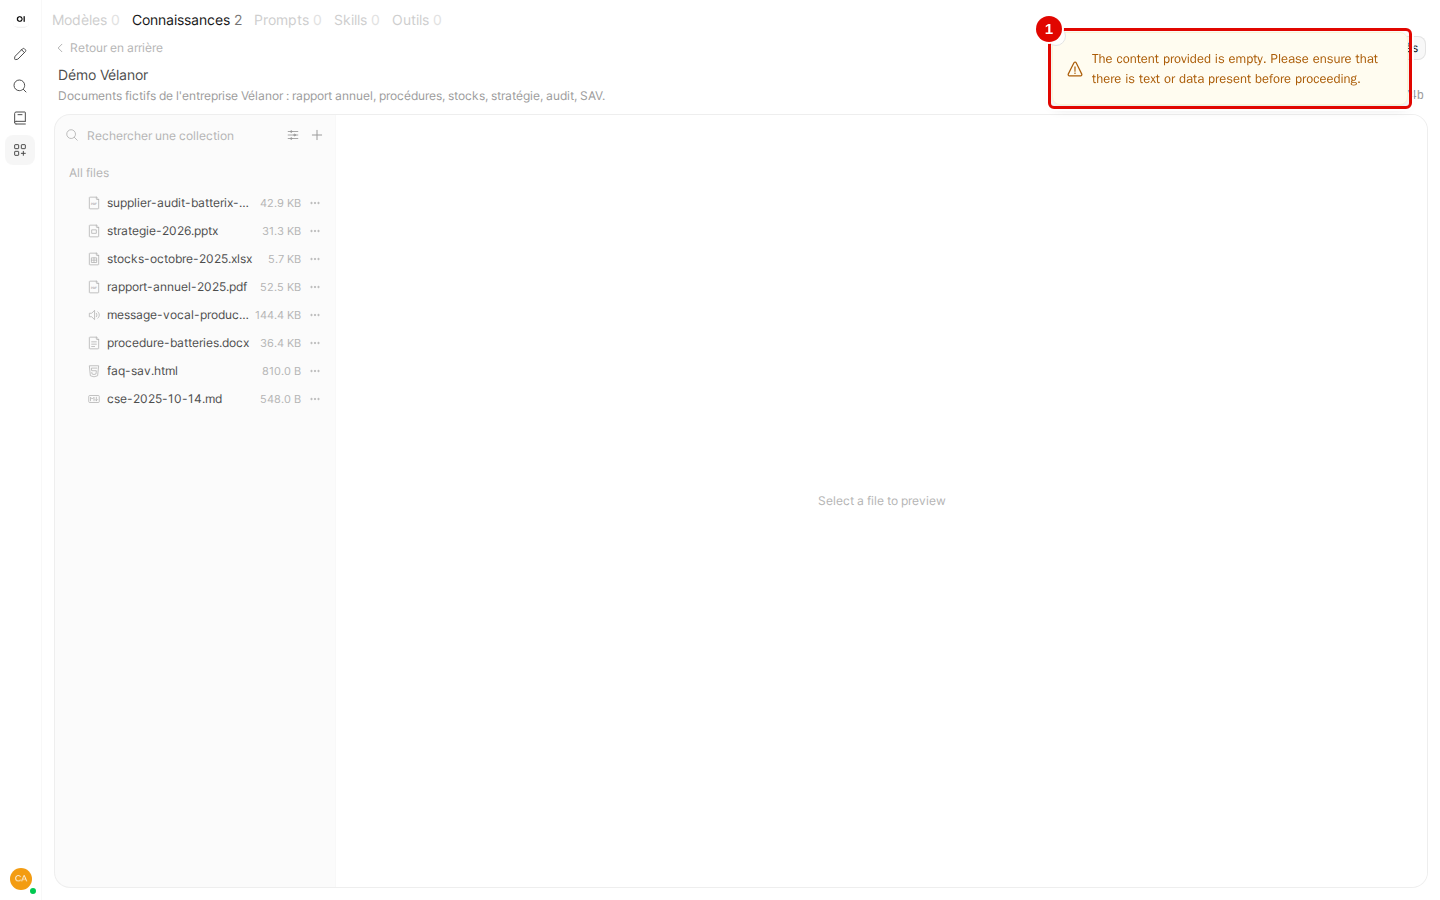 OI
Modèles 0 Connaissances 2 Prompts 0 Skills 0 Outils 0
Retour en arrière
1
The content provided is empty. Please ensure that
there is text or data present before proceeding.
Démo Vélanor
Documents fictifs de l'entreprise Vélanor : rapport annuel, procédures, stocks, stratégie, audit, SAV.
Rechercher une collection
All files
supplier-audit-batterix-... 42.9 KB
strategie-2026.pptx 31.3 KB
stocks-octobre-2025.xlsx 5.7 KB
rapport-annuel-2025.pdf 52.5 KB
message-vocal-produc... 144.4 KB
procedure-batteries.docx 36.4 KB
faq-sav.html 810.0 B
cse-2025-10-14.md 548.0 B
Select a file to preview
CA